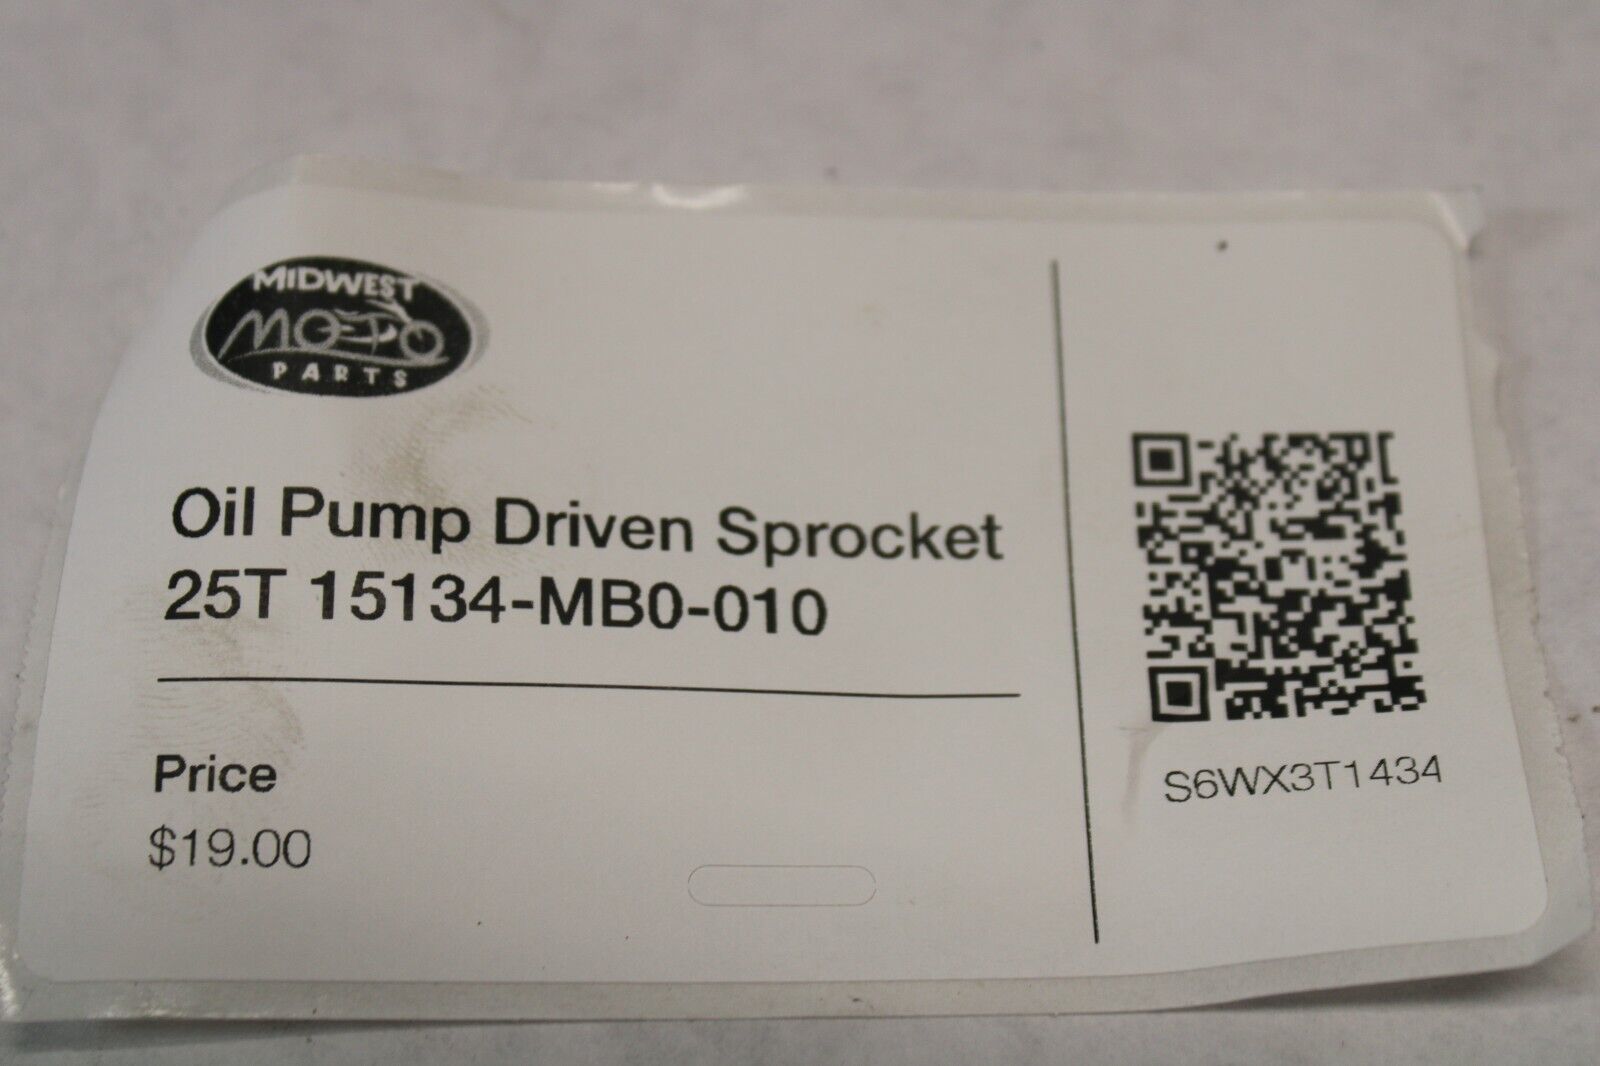 MIDWEST
MOTO
PARTS
Oil Pump Driven Sprocket
25T 15134-MB0-010
Price
$19.00
S6WX3T1434